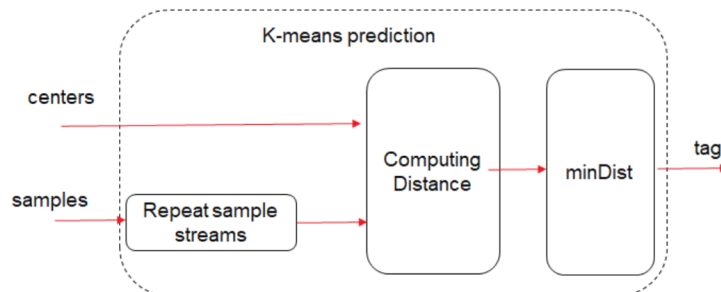 K-means prediction
centers
samples
Repeat sample
streams
Computing
Distance
minDist
tag